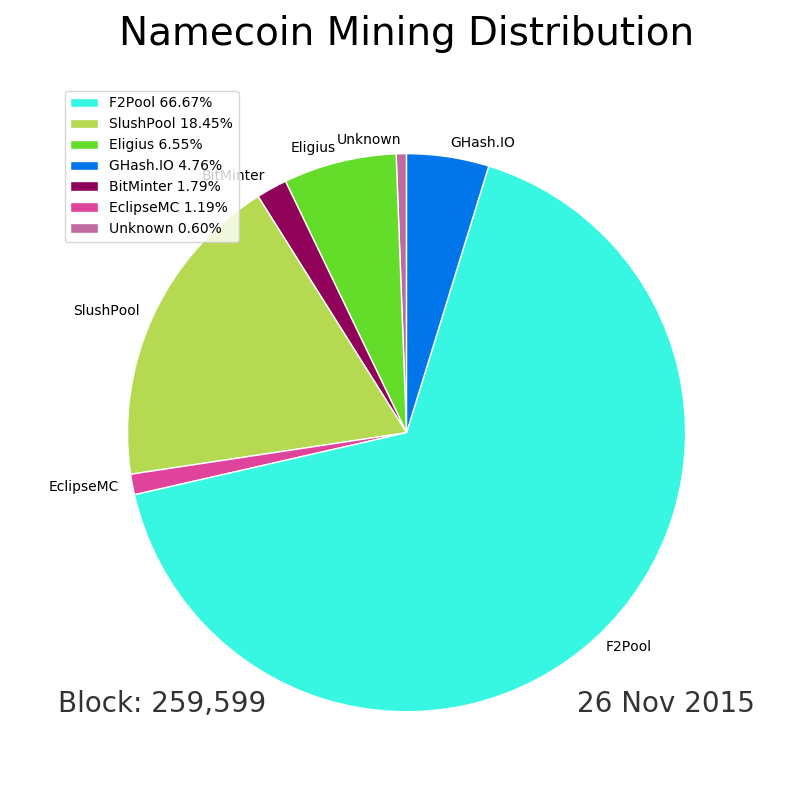 Namecoin Mining Distribution
F2Pool 66.67%
SlushPool 18.45%
Eligius 6.55%
GHash.IO 4.76%
BitMinter 1.79%
EclipseMC 1.19%
Unknown 0.60%
Unknown
GHash.IO
Eligius
BitMinter
SlushPool
EclipseMC
F2Pool
Block: 259,599
26 Nov 2015